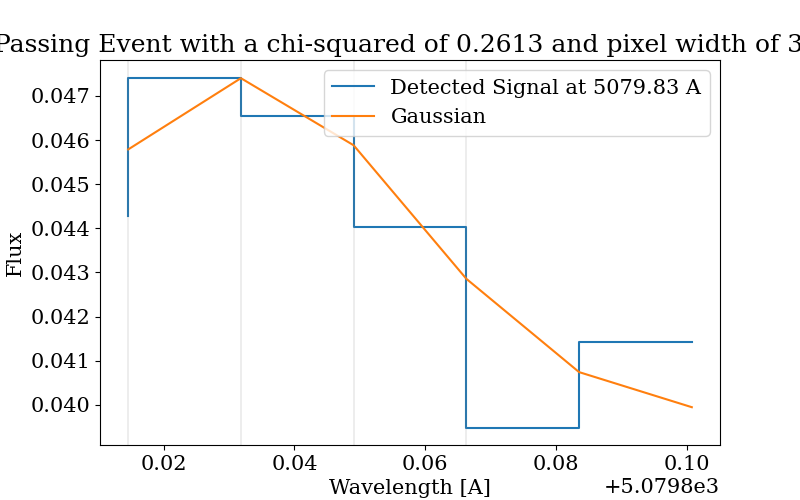 Passing Event with a chi-squared of 0.2613 and pixel width of 3
Detected Signal at 5079.83 A
Gaussian
0.047
0.046
0.045
0.044
0.043
0.042
0.041
0.040
Flux
0.02 0.04 0.06 0.08 0.10
+5.0798e3
Wavelength [A]